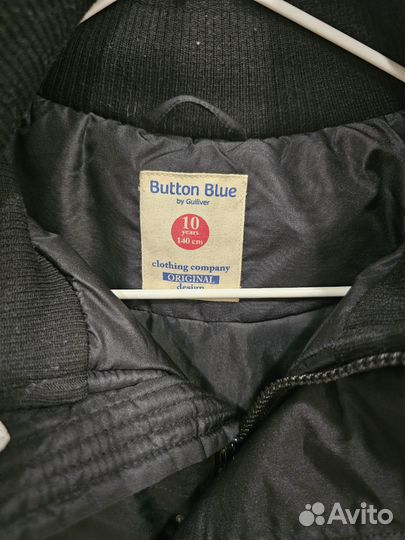 Button Blue
by Gulliver
10
years
140 cm
clothing company
ORIGINAL
design
Avito